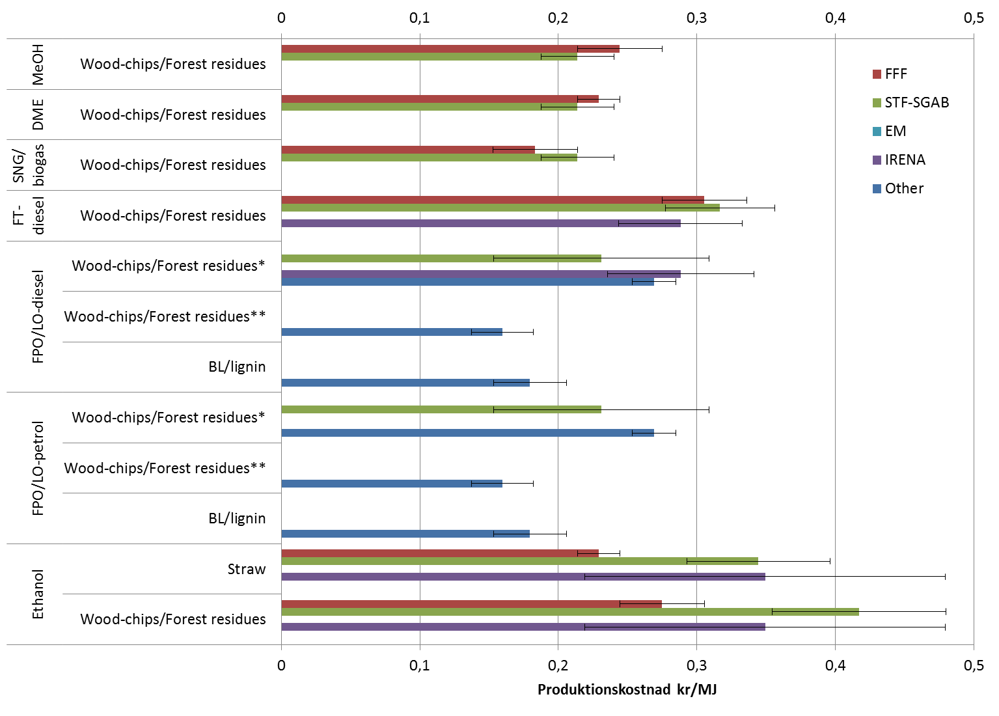 0 0,1 0,2 0,3 0,4 0,5
MeOH
Wood-chips/Forest residues
DME
Wood-chips/Forest residues
SNG/
biogas
Wood-chips/Forest residues
FT-
diesel
Wood-chips/Forest residues
FPO/LO-diesel
Wood-chips/Forest residues*
Wood-chips/Forest residues**
BL/lignin
FPO/LO-petrol
Wood-chips/Forest residues*
Wood-chips/Forest residues**
BL/lignin
Ethanol
Straw
Wood-chips/Forest residues
FFF
STF-SGAB
EM
IRENA
Other
0 0,1 0,2 0,3 0,4 0,5
Produktionskostnad kr/MJ